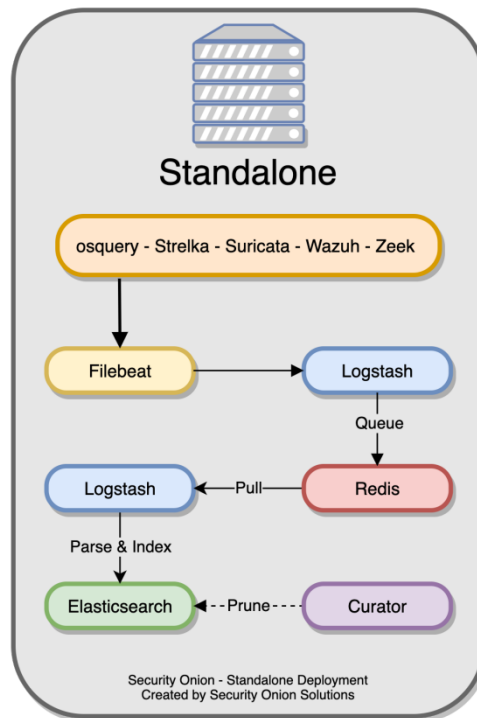 Standalone
osquery - Strelka - Suricata - Wazuh - Zeek
Filebeat
Logstash
Queue
Logstash
Pull
Redis
Parse & Index
Elasticsearch
Prune
Curator
Security Onion - Standalone Deployment
Created by Security Onion Solutions